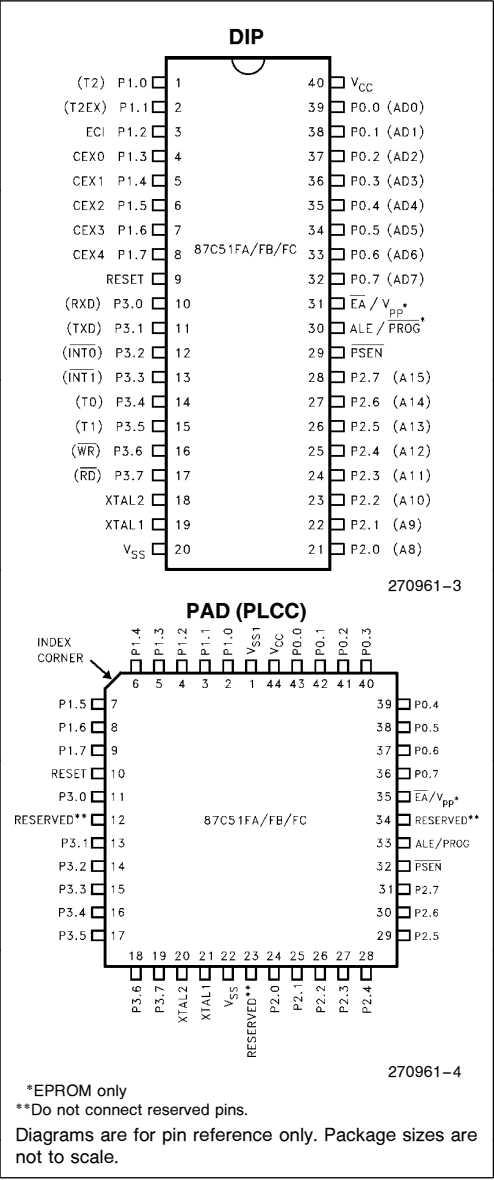 DIP
(T2) P1.0 1 40 VCC
(T2EX) P1.1 2 39 P0.0 (AD0)
ECI P1.2 3 38 P0.1 (AD1)
CEX0 P1.3 4 37 P0.2 (AD2)
CEX1 P1.4 5 36 P0.3 (AD3)
CEX2 P1.5 6 35 P0.4 (AD4)
CEX3 P1.6 7 34 P0.5 (AD5)
CEX4 P1.7 8 87C51FA/FB/FC 33 P0.6 (AD6)
RESET 9 32 P0.7 (AD7)
(RXD) P3.0 10 31 E̅A̅ / VPP*
(TXD) P3.1 11 30 ALE / P̅R̅O̅G̅*
(I̅N̅T̅0̅) P3.2 12 29 P̅S̅E̅N̅
(I̅N̅T̅1̅) P3.3 13 28 P2.7 (A15)
(T0) P3.4 14 27 P2.6 (A14)
(T1) P3.5 15 26 P2.5 (A13)
(W̅R̅) P3.6 16 25 P2.4 (A12)
(R̅D̅) P3.7 17 24 P2.3 (A11)
XTAL2 18 23 P2.2 (A10)
XTAL1 19 22 P2.1 (A9)
VSS 20 21 P2.0 (A8)
270961–3
PAD (PLCC)
INDEX
CORNER
P1.4 P1.3 P1.2 P1.1 P1.0 VSS1 VCC P0.0 P0.1 P0.2 P0.3
6 5 4 3 2 1 44 43 42 41 40
P1.5 7 39 P0.4
P1.6 8 38 P0.5
P1.7 9 37 P0.6
RESET 10 36 P0.7
P3.0 11 35 E̅A̅/VPP*
RESERVED** 12 87C51FA/FB/FC 34 RESERVED**
P3.1 13 33 ALE/PROG
P3.2 14 32 P̅S̅E̅N̅
P3.3 15 31 P2.7
P3.4 16 30 P2.6
P3.5 17 29 P2.5
18 19 20 21 22 23 24 25 26 27 28
P3.6 P3.7 XTAL2 XTAL1 VSS RESERVED** P2.0 P2.1 P2.2 P2.3 P2.4
270961–4
*EPROM only
**Do not connect reserved pins.
Diagrams are for pin reference only. Package sizes are
not to scale.